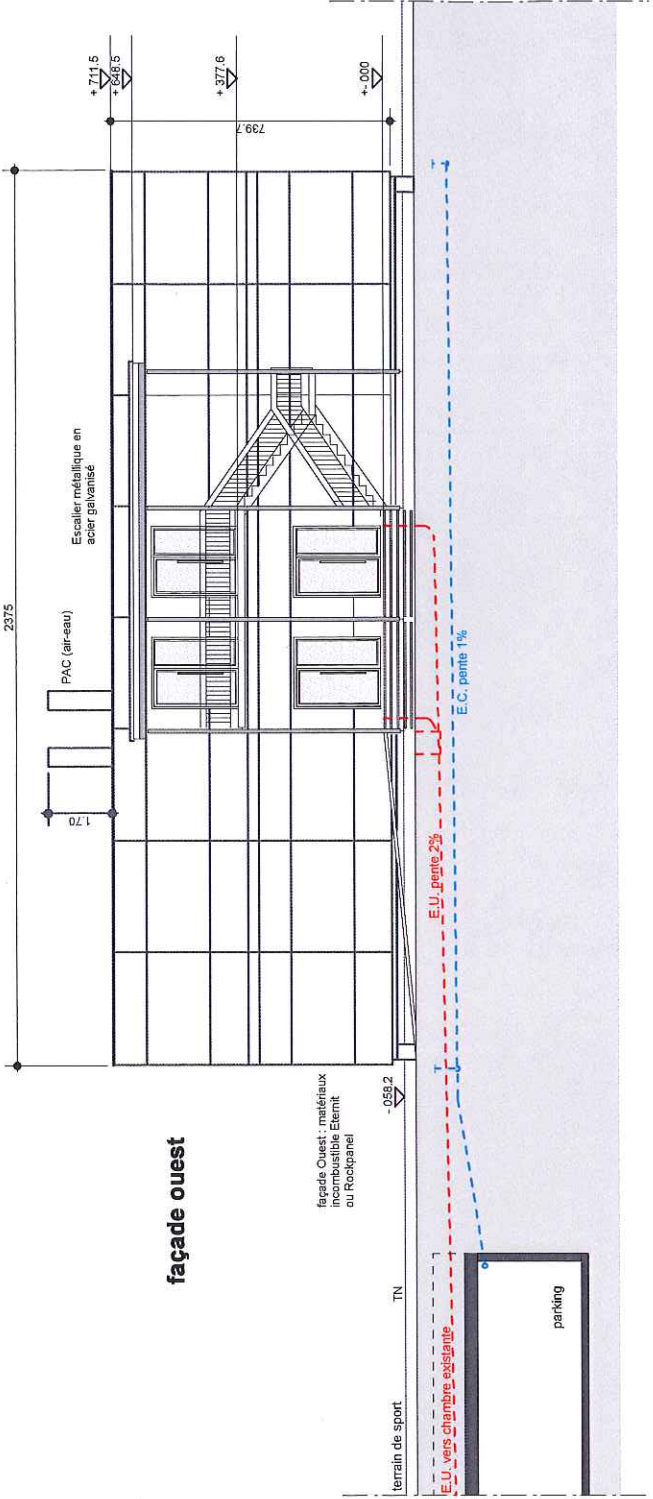 façade ouest
2375
PAC (air-eau)
1.70
Escalier métallique en
acier galvanisé
+ 711.5
+ 648.5
+ 377.6
+- 000
739.7
façade Ouest : matériaux
incombustible Eternit
ou Rockpanel
- 058.2
terrain de sport
TN
E.U. vers chambre existante
E.U. pente 2%
E.C. pente 1%
parking